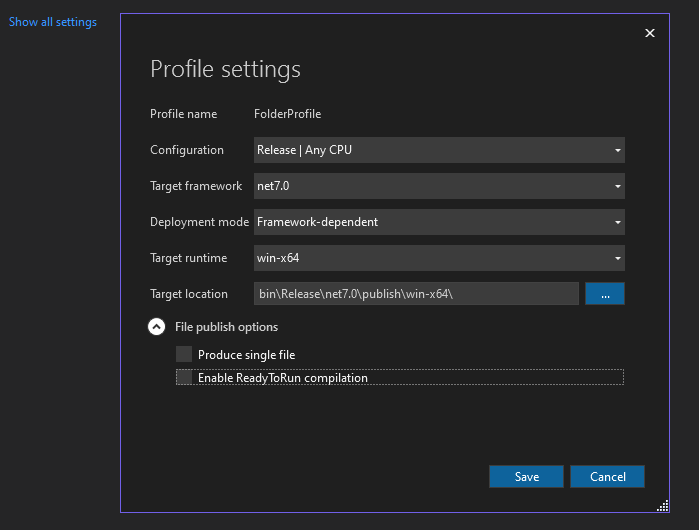 Show all settings
Profile settings
Profile name FolderProfile
Configuration Release | Any CPU
Target framework net7.0
Deployment mode Framework-dependent
Target runtime win-x64
Target location bin\Release\net7.0\publish\win-x64\ ...
File publish options
Produce single file
Enable ReadyToRun compilation
Save Cancel